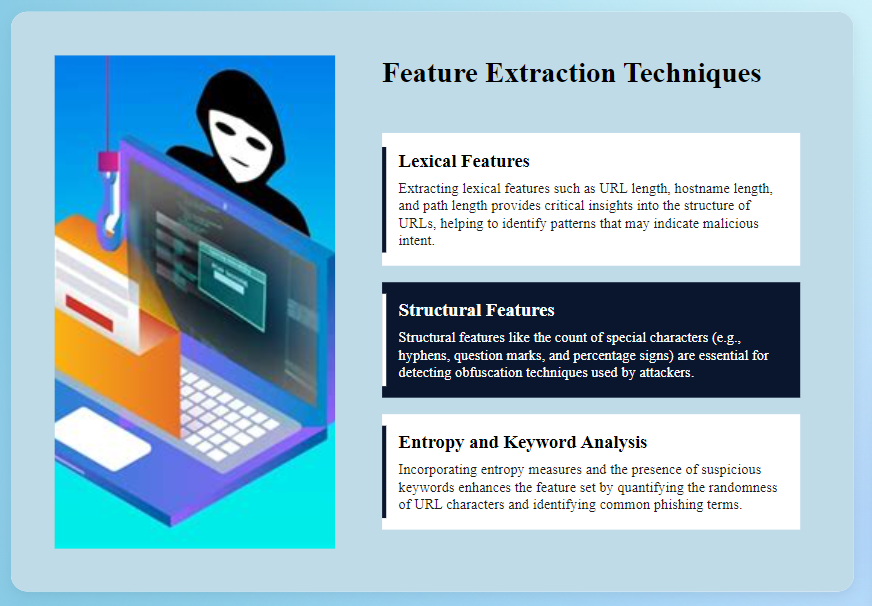 Feature Extraction Techniques
Lexical Features
Extracting lexical features such as URL length, hostname length,
and path length provides critical insights into the structure of
URLs, helping to identify patterns that may indicate malicious
intent.
Structural Features
Structural features like the count of special characters (e.g.,
hyphens, question marks, and percentage signs) are essential for
detecting obfuscation techniques used by attackers.
Entropy and Keyword Analysis
Incorporating entropy measures and the presence of suspicious
keywords enhances the feature set by quantifying the randomness
of URL characters and identifying common phishing terms.